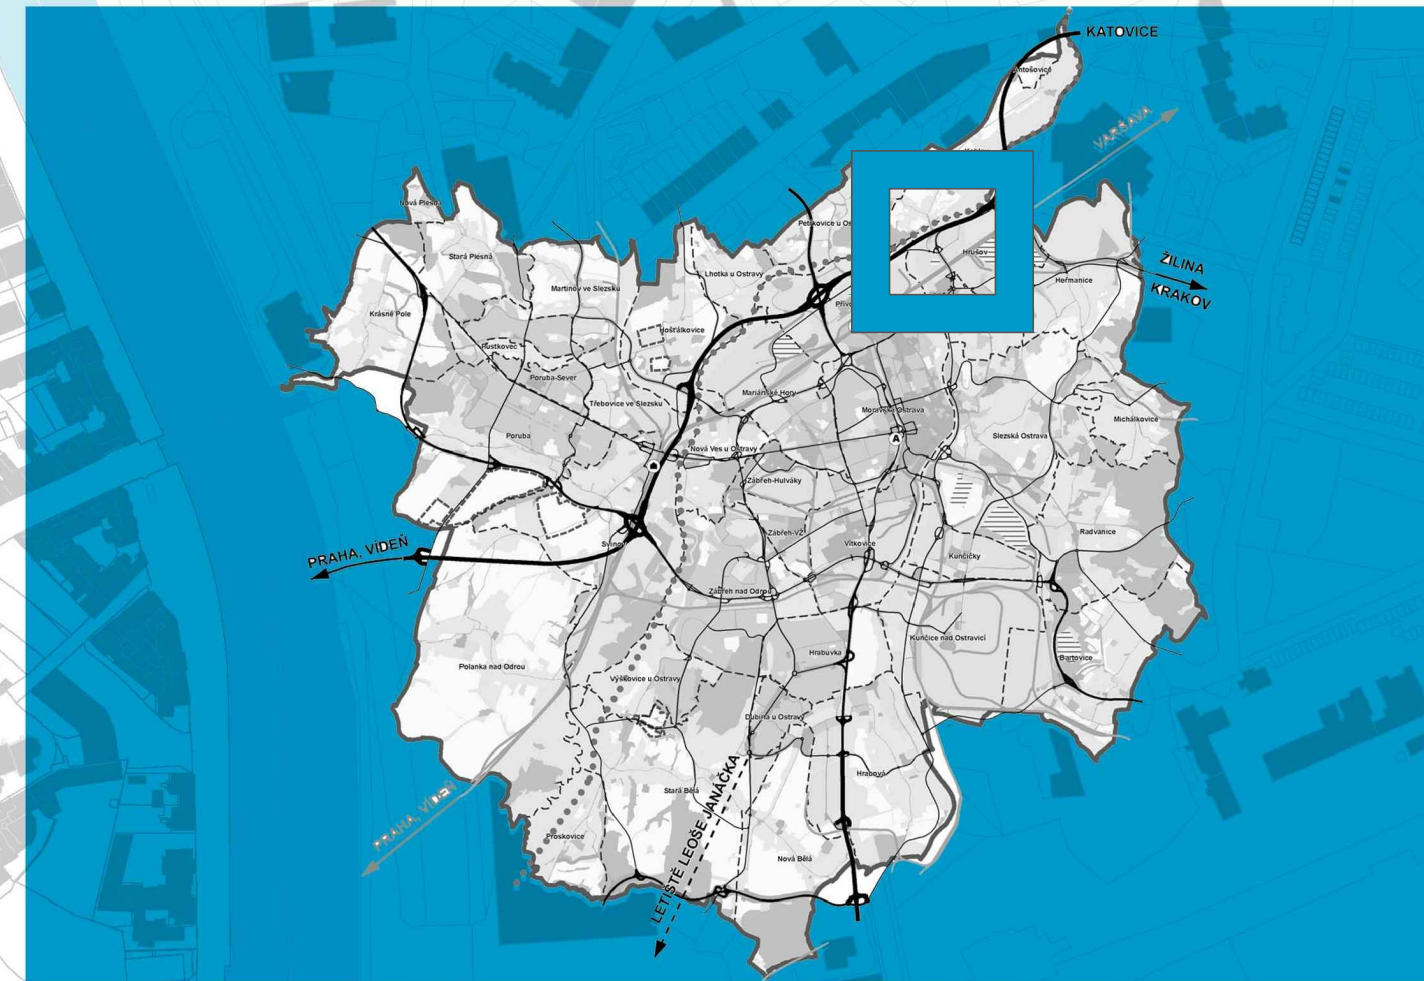 KATOVICE
Antošovice
VARŠAVA
Nová Plesná
Petřkovice u Os
Stará Plesná
Hrušov
ŽILINA
KRAKOV
Lhotka u Ostravy
Heřmanice
Martinov ve Slezsku
Přívo
Krásné Pole
Hošťálkovice
Pustkovec
Poruba-Sever
Mariánské Hory
Třebovice ve Slezsku
Moravská Ostrava
Michálkovice
Poruba
A
Slezská Ostrava
Nová Ves u Ostravy
Zábřeh-Hulváky
Zábřeh-VŽ
Radvanice
Svinov
Vítkovice
PRAHA, VÍDEŇ
Kunčičky
Zábřeh nad Odrou
Kunčice nad Ostravicí
Hrabůvka
Bartovice
Polanka nad Odrou
Výškovice u Ostravy
Dubina u Ostravy
Hrabová
Stará Bělá
PRAHA, VÍDEŇ
LETIŠTĚ LEOŠE JANÁČKA
Proskovice
Nová Bělá